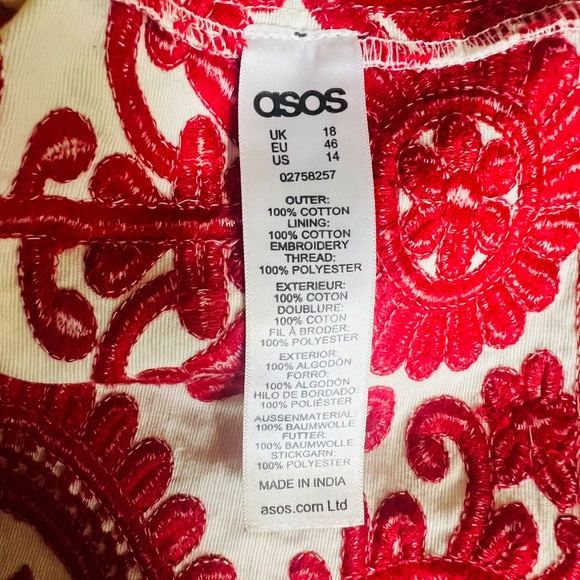 asos
UK 18
EU 46
US 14
02758257
OUTER:
100% COTTON
LINING:
100% COTTON
EMBROIDERY
THREAD:
100% POLYESTER
EXTERIEUR:
100% COTON
DOUBLURE:
100% COTON
FIL À BRODER:
100% POLYESTER
EXTERIOR:
100% ALGODÓN
FORRO:
100% ALGODÓN
HILO DE BORDADO:
100% POLIÉSTER
AUSSENMATERIAL:
100% BAUMWOLLE
FUTTER:
100% BAUMWOLLE
STICKGARN:
100% POLYESTER
MADE IN INDIA
asos.com Ltd